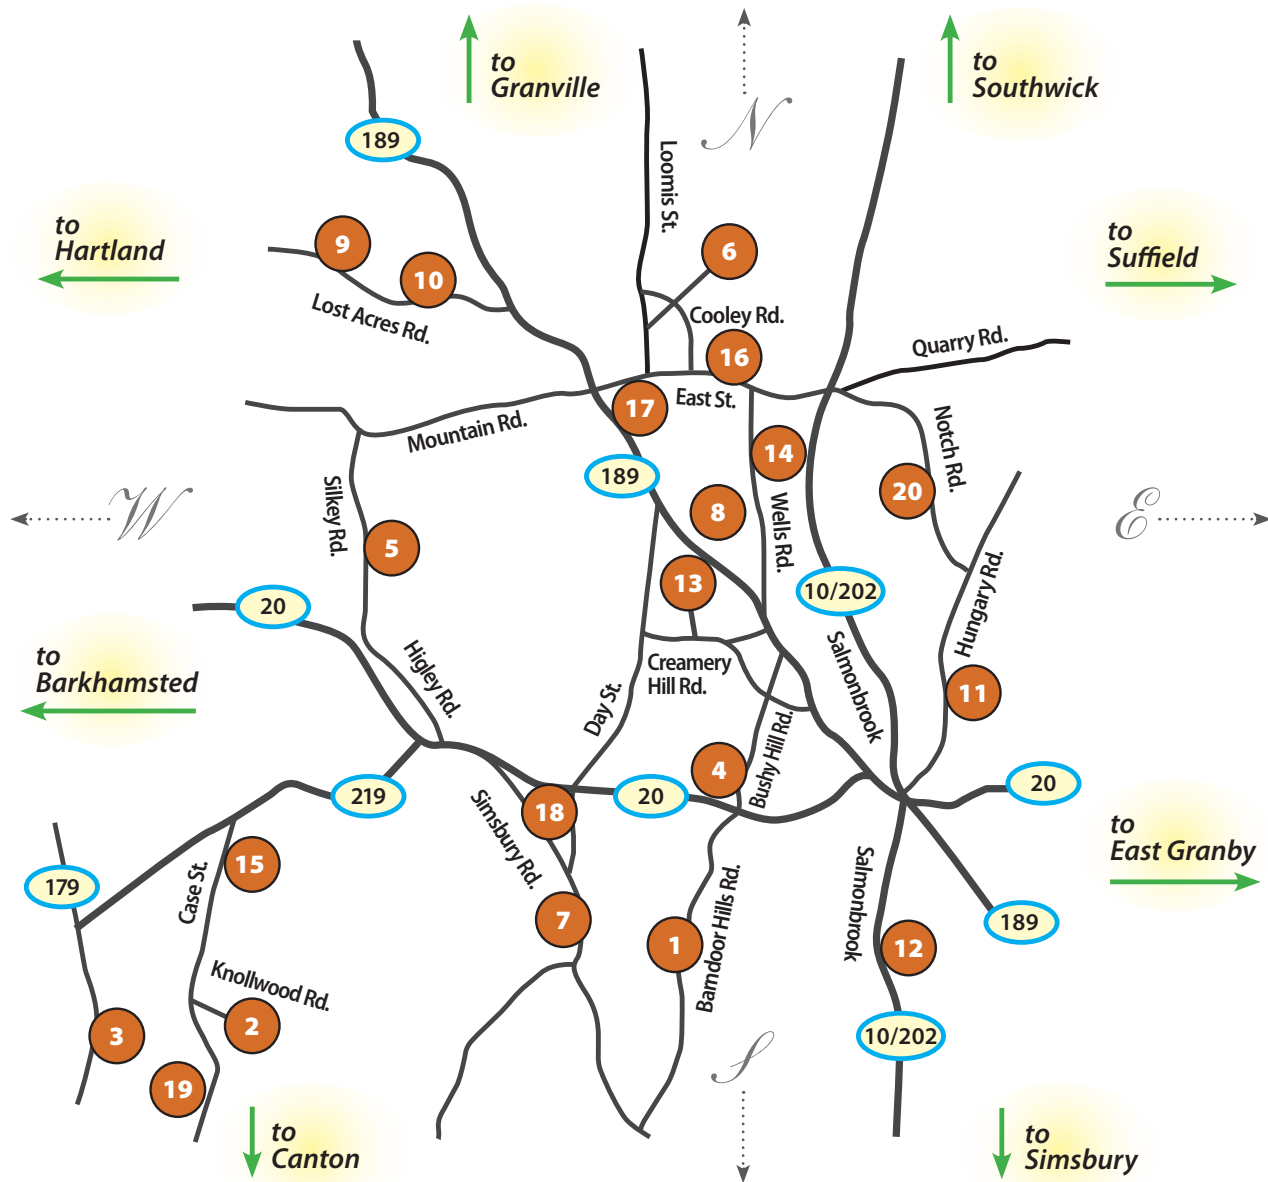 to
Granville
to
Southwick
N
189
Loomis St.
to
Hartland
9
6
to
Suffield
10
Lost Acres Rd.
Cooley Rd.
Quarry Rd.
16
East St.
17
Mountain Rd.
Notch Rd.
14
189
20
W
Silkey Rd.
8
Wells Rd.
E
5
13
10/202
20
Hungary Rd.
to
Barkhamsted
Higley Rd.
Creamery
Hill Rd.
Salmonbrook
11
Day St.
4
Bushy Hill Rd.
219
20
20
18
Simsbury Rd.
to
East Granby
15
179
Case St.
7
Barndoor Hills Rd.
Salmonbrook
189
1
12
Knollwood Rd.
3
2
10/202
19
S
to
Canton
to
Simsbury